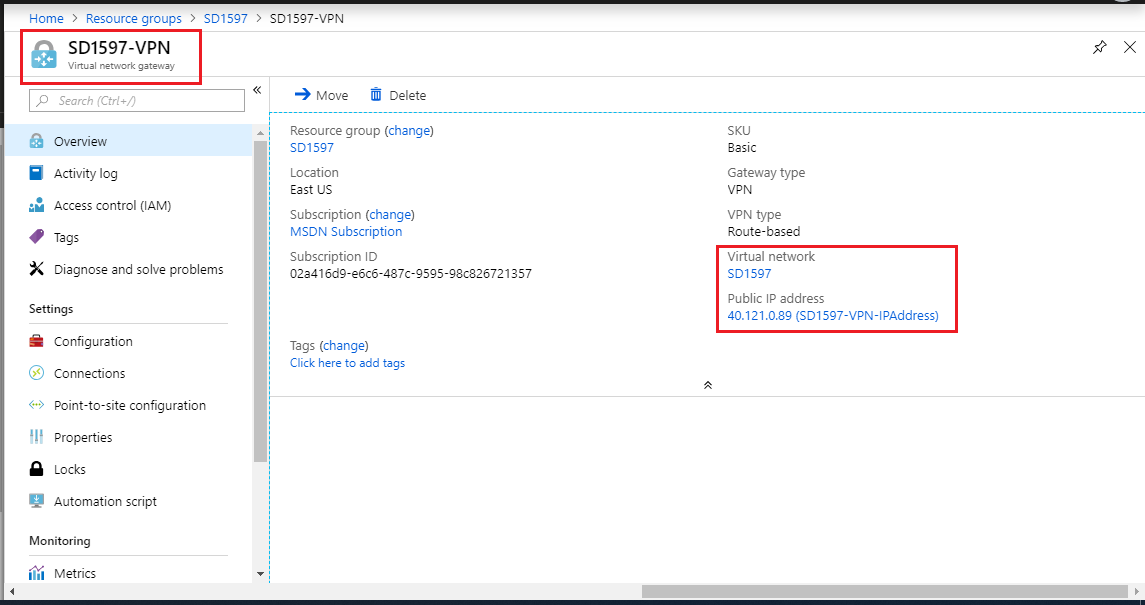 Home > Resource groups > SD1597 > SD1597-VPN
SD1597-VPN
Virtual network gateway
Search (Ctrl+/)
Overview
Activity log
Access control (IAM)
Tags
Diagnose and solve problems
Settings
Configuration
Connections
Point-to-site configuration
Properties
Locks
Automation script
Monitoring
Metrics
Move Delete
Resource group (change)
SD1597
Location
East US
Subscription (change)
MSDN Subscription
Subscription ID
02a416d9-e6c6-487c-9595-98c826721357
SKU
Basic
Gateway type
VPN
VPN type
Route-based
Virtual network
SD1597
Public IP address
40.121.0.89 (SD1597-VPN-IPAddress)
Tags (change)
Click here to add tags